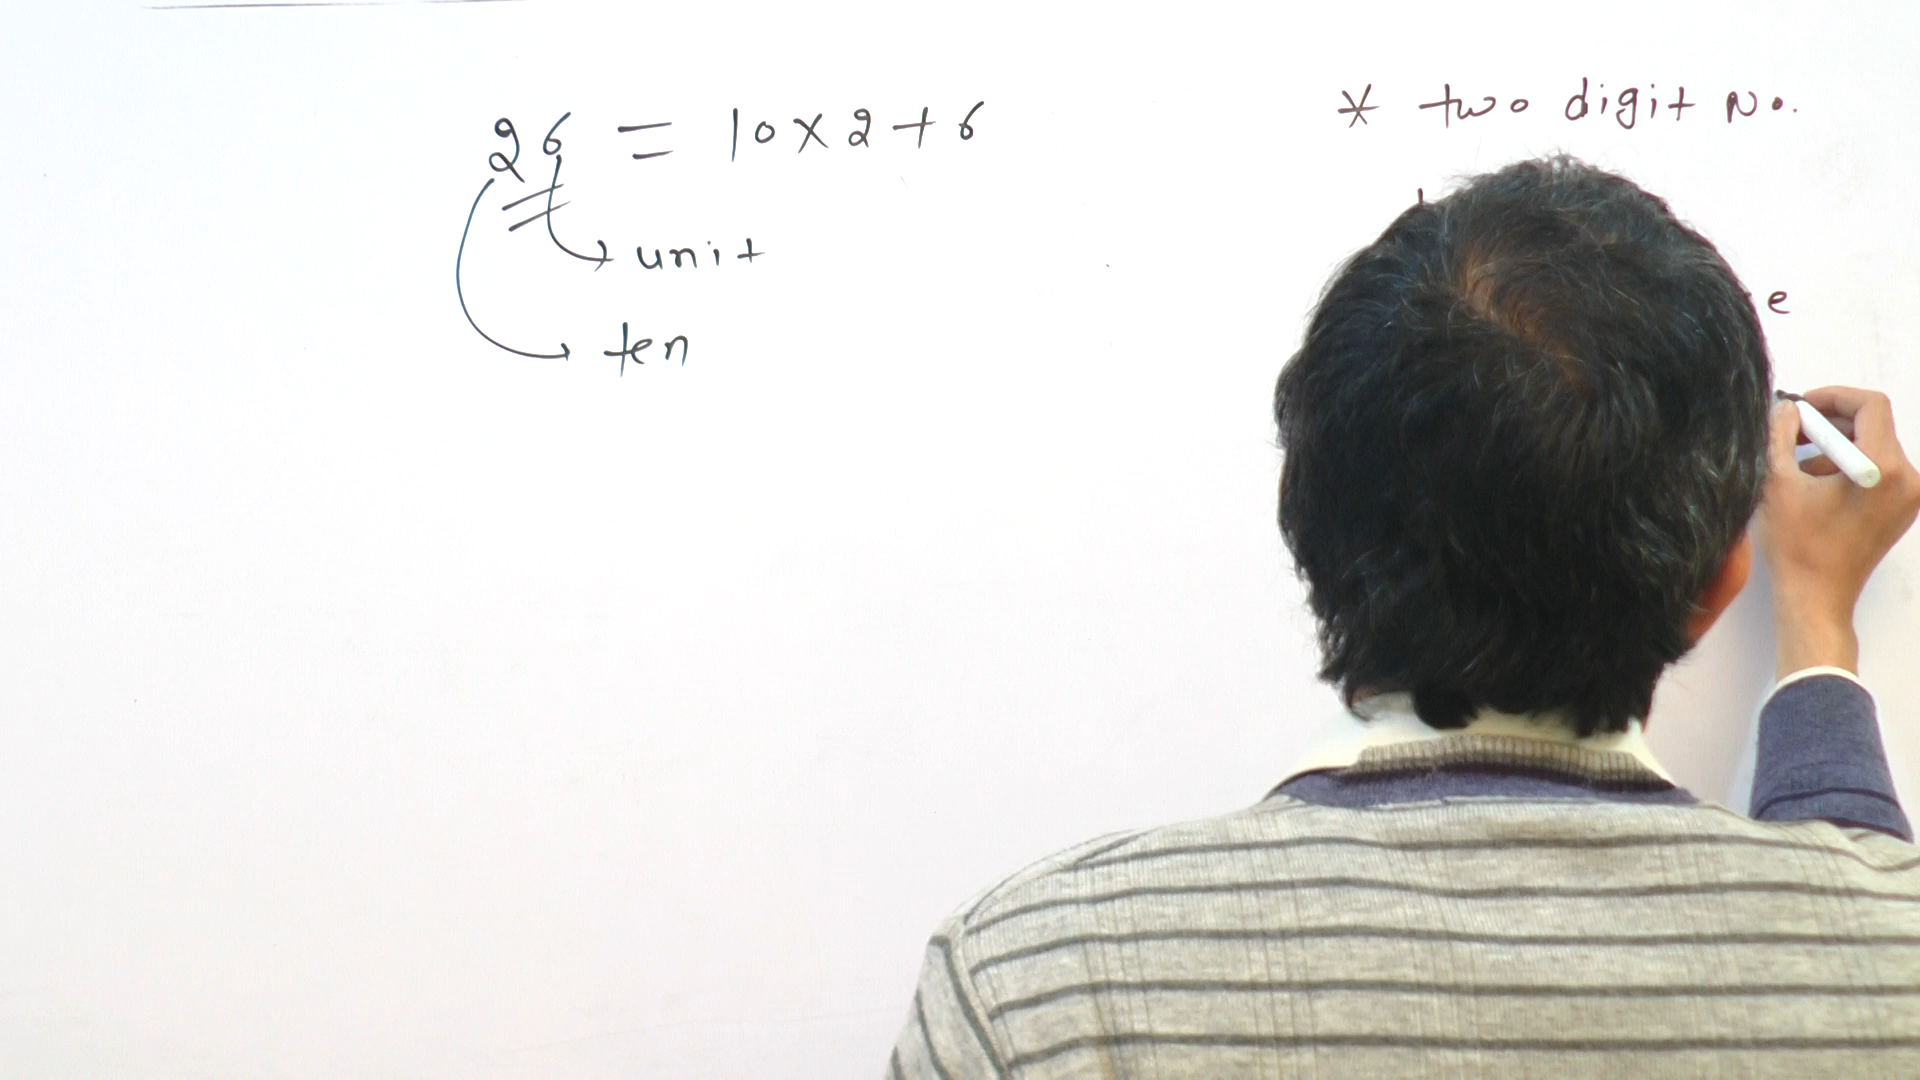 26 = 10 x 2 + 6
unit
ten
* two digit No.